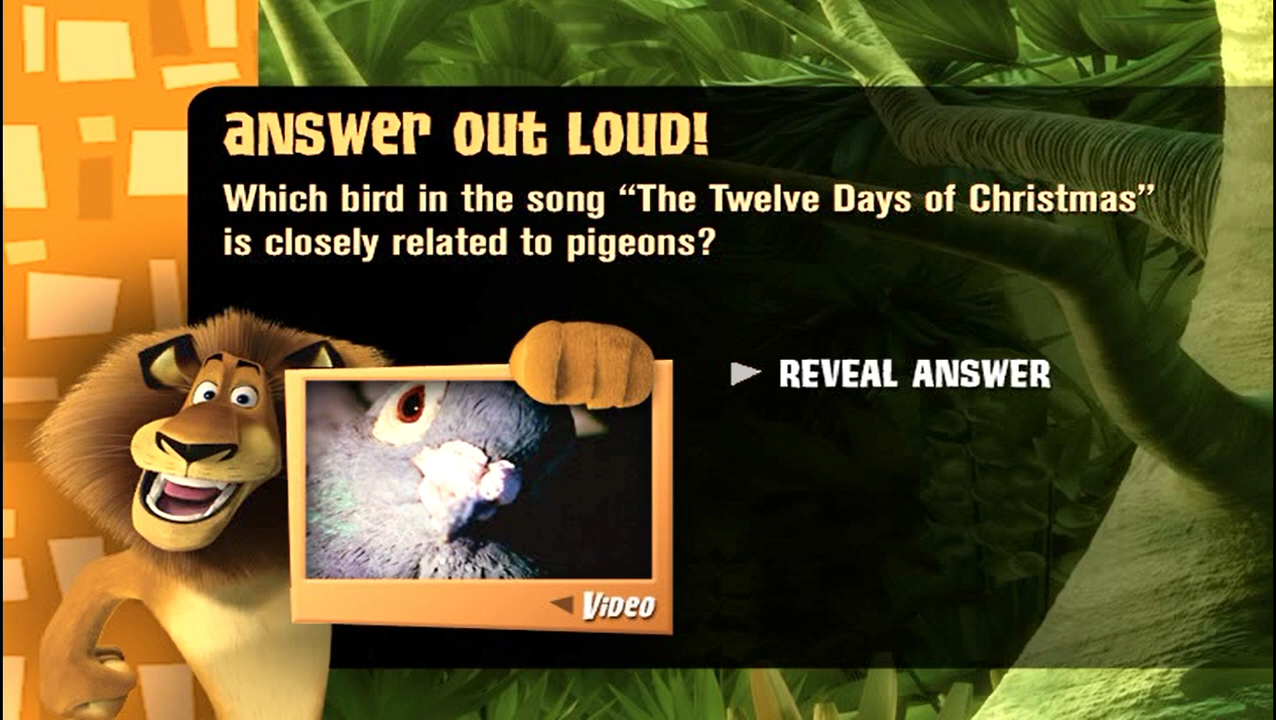 ANSWER OUT LOUD!
Which bird in the song “The Twelve Days of Christmas”
is closely related to pigeons?
REVEAL ANSWER
VIDEO